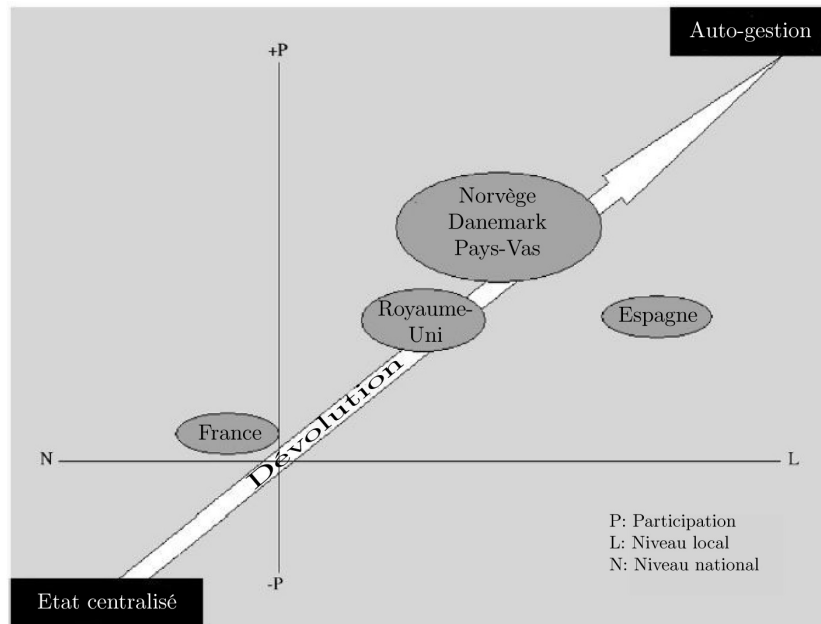 Auto-gestion
+P
Norvège
Danemark
Pays-Vas
Royaume-
Uni
Espagne
Dévolution
France
N
L
P: Participation
L: Niveau local
N: Niveau national
-P
Etat centralisé